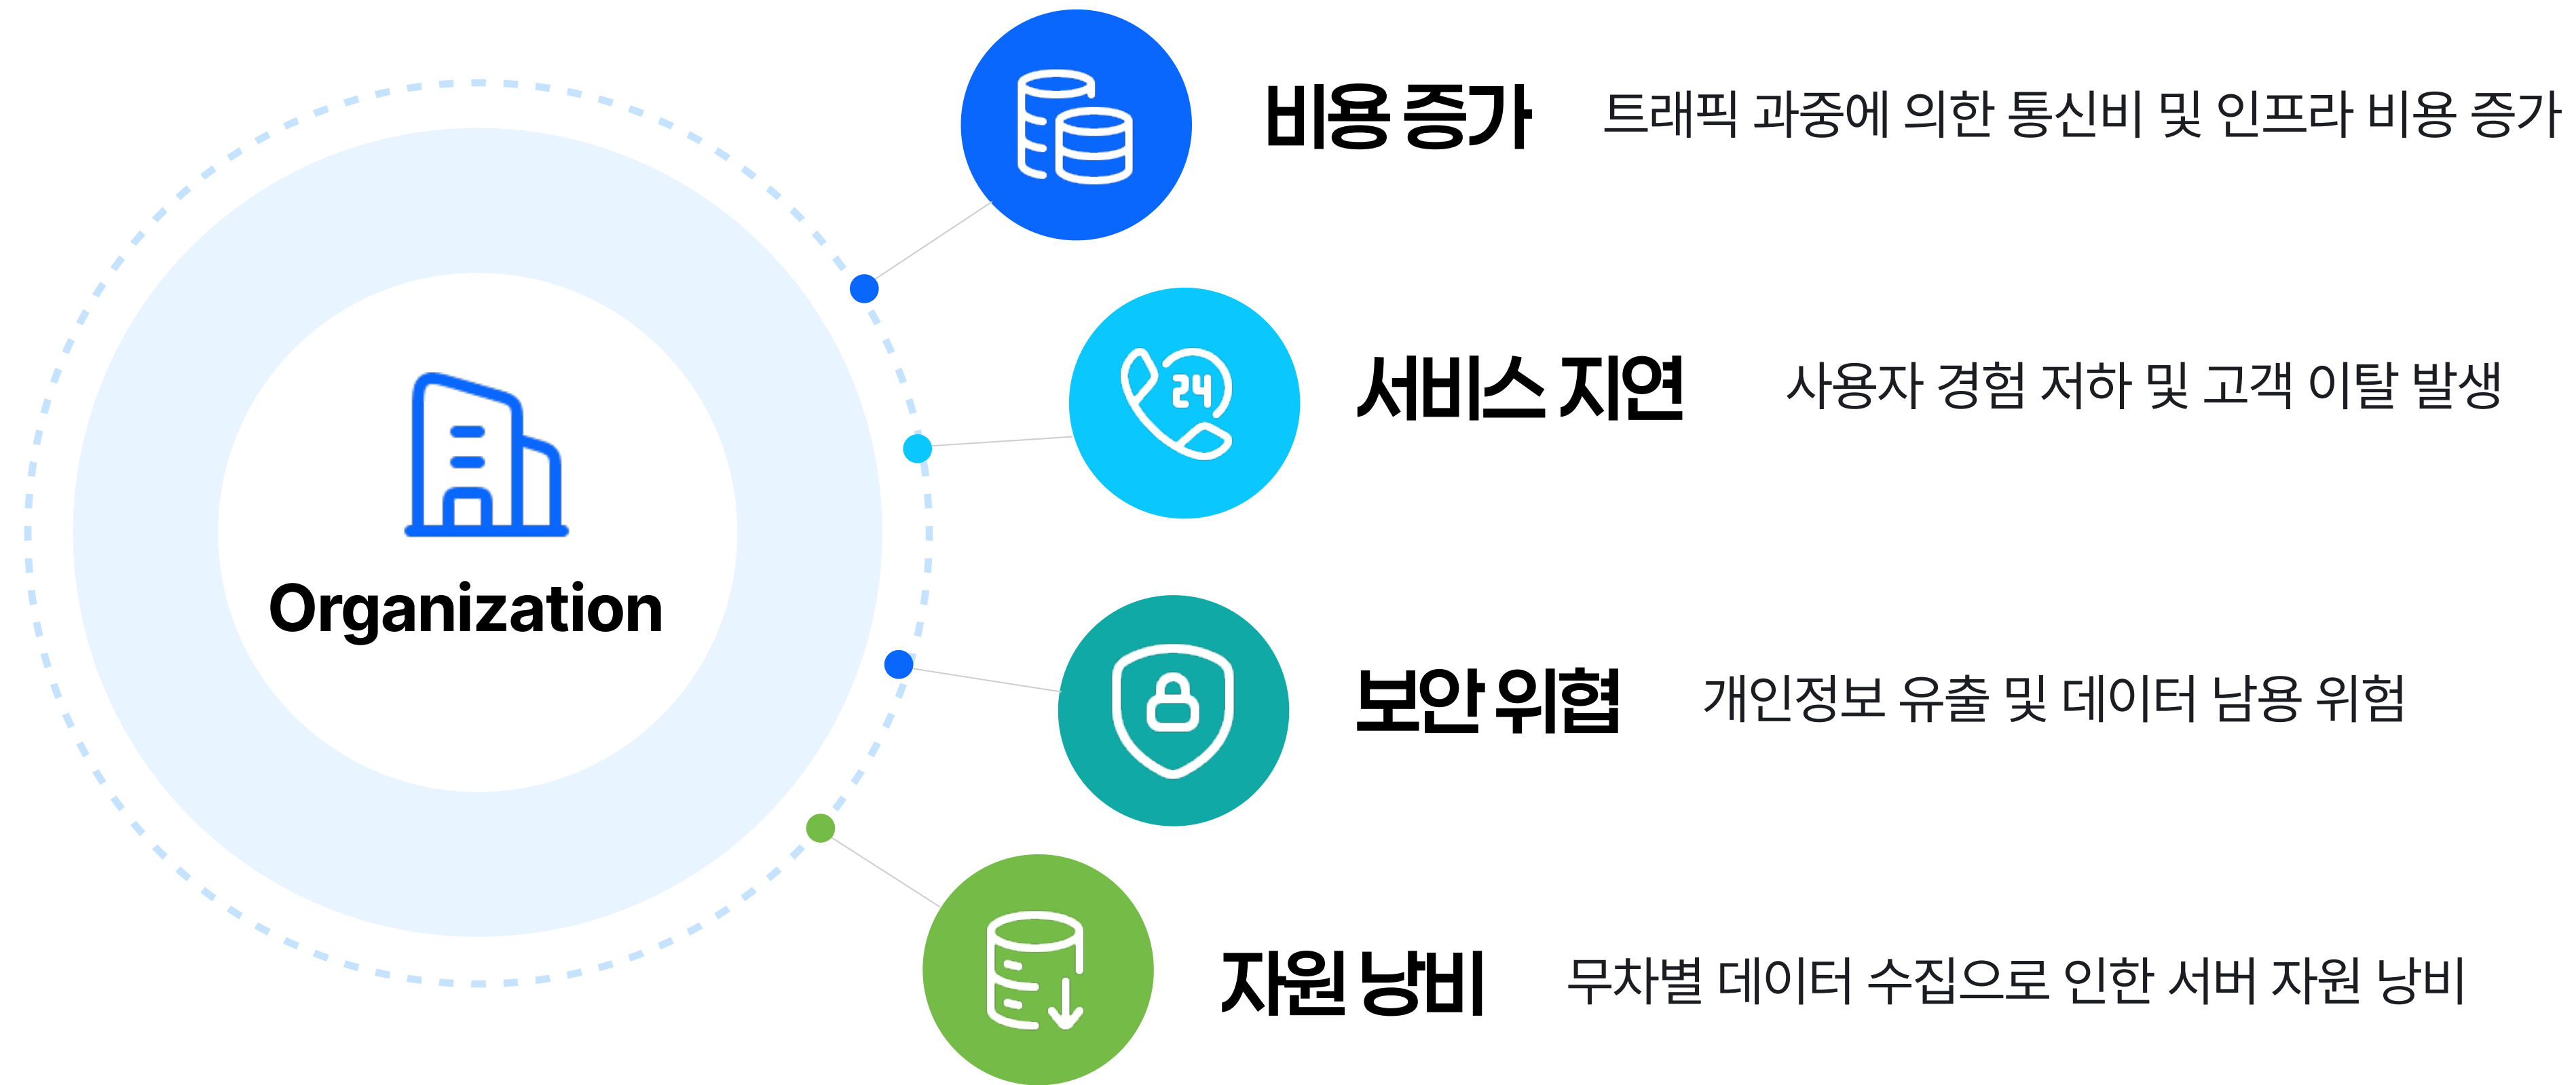 Organization
비용 증가 트래픽 과중에 의한 통신비 및 인프라 비용 증가
24
서비스 지연 사용자 경험 저하 및 고객 이탈 발생
보안 위협 개인정보 유출 및 데이터 남용 위험
자원 낭비 무차별 데이터 수집으로 인한 서버 자원 낭비